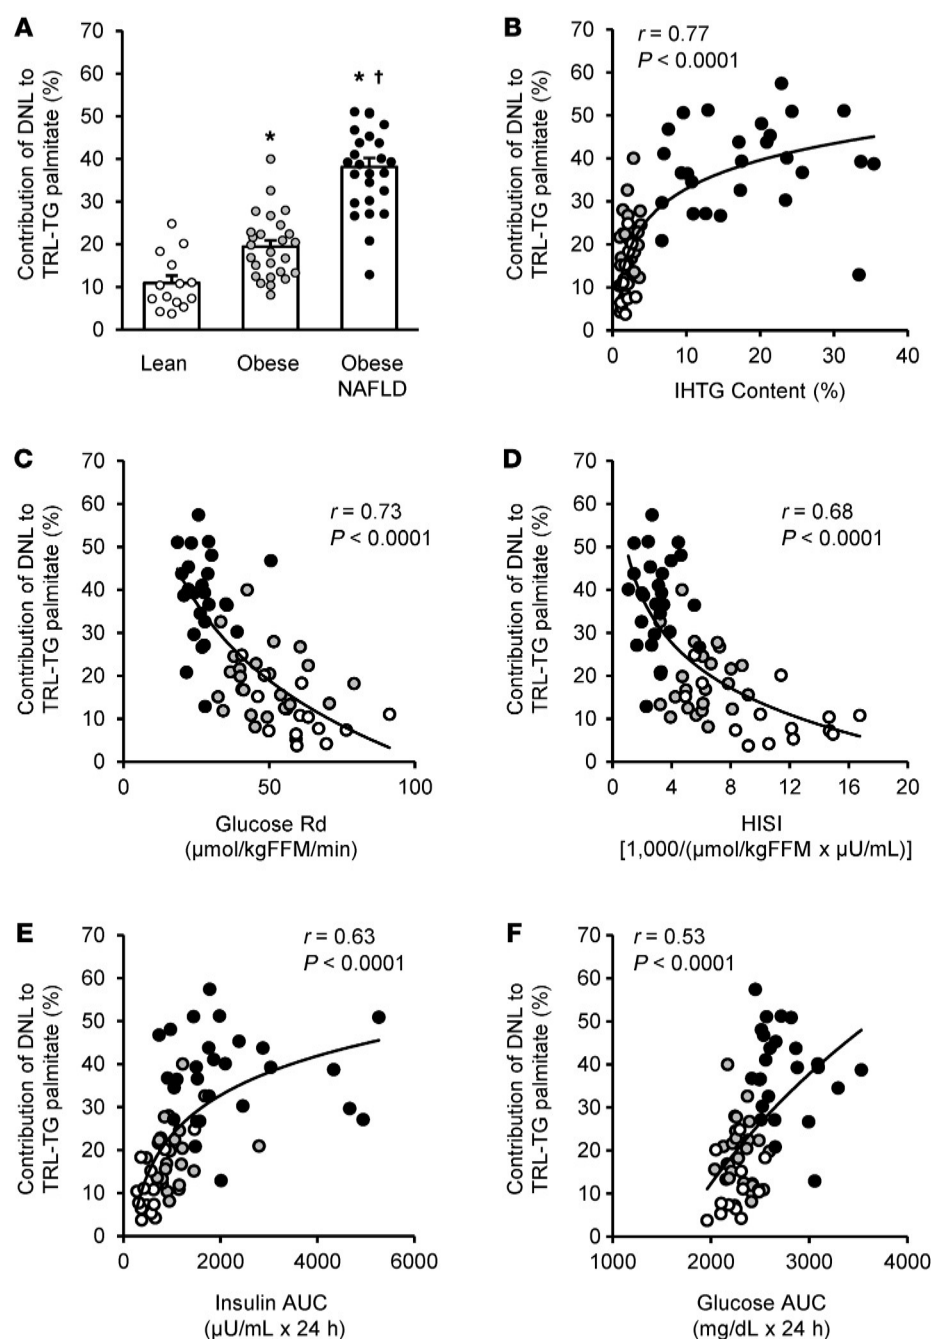 A
Contribution of DNL to
TRL-TG palmitate (%)
70
60
50
40
30
20
10
0
* 
* †
Lean
Obese
Obese
NAFLD
B
Contribution of DNL to
TRL-TG palmitate (%)
70
60
50
40
30
20
10
0
r = 0.77
P < 0.0001
0 10 20 30 40
IHTG Content (%)
C
Contribution of DNL to
TRL-TG palmitate (%)
70
60
50
40
30
20
10
0
r = 0.73
P < 0.0001
0 50 100
Glucose Rd
(µmol/kgFFM/min)
D
Contribution of DNL to
TRL-TG palmitate (%)
70
60
50
40
30
20
10
0
r = 0.68
P < 0.0001
0 4 8 12 16 20
HISI
[1,000/(µmol/kgFFM x µU/mL)]
E
Contribution of DNL to
TRL-TG palmitate (%)
70
60
50
40
30
20
10
0
r = 0.63
P < 0.0001
0 2000 4000 6000
Insulin AUC
(µU/mL x 24 h)
F
Contribution of DNL to
TRL-TG palmitate (%)
70
60
50
40
30
20
10
0
r = 0.53
P < 0.0001
1000 2000 3000 4000
Glucose AUC
(mg/dL x 24 h)